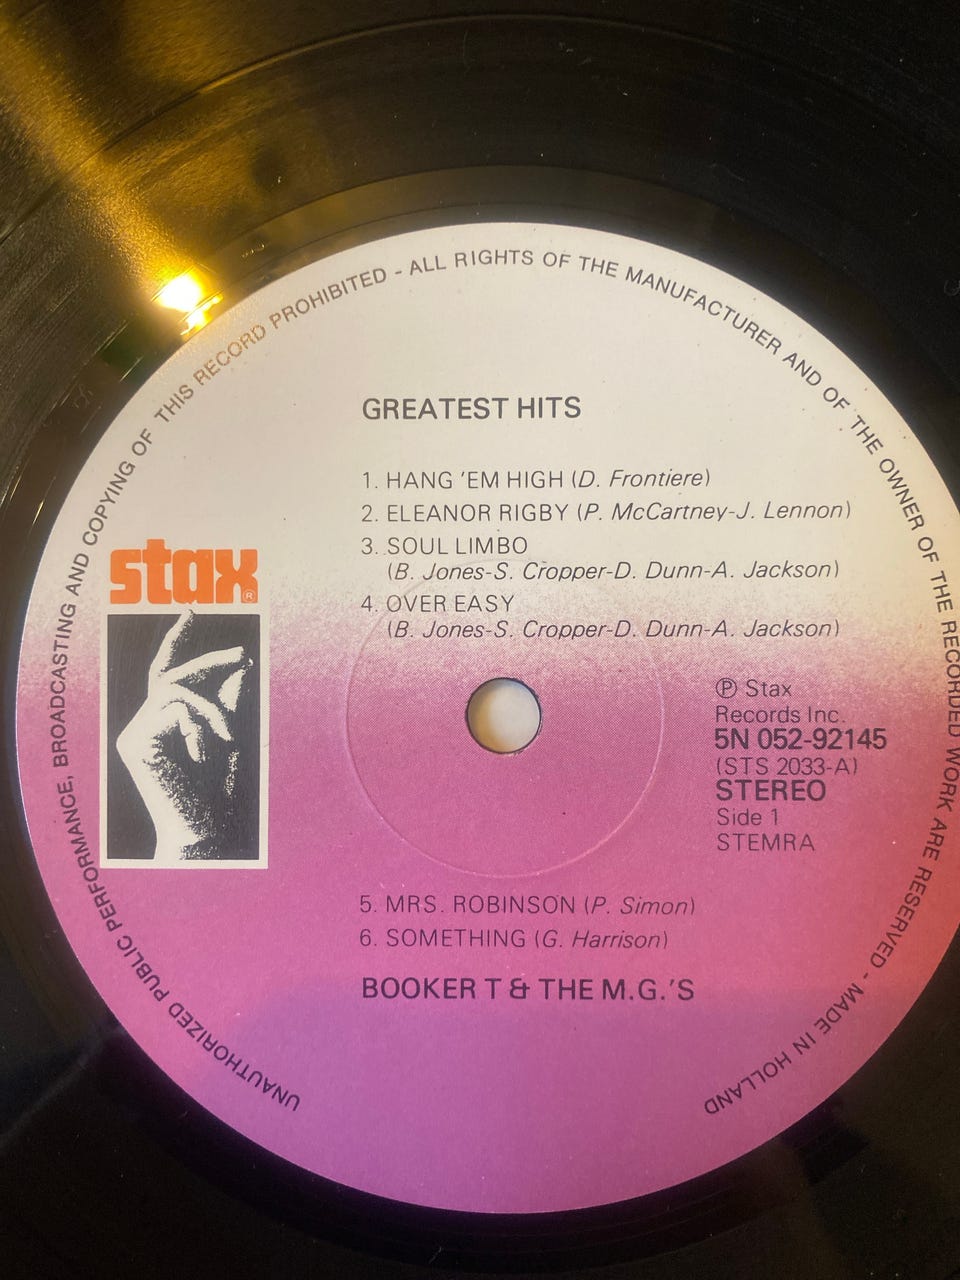 UNAUTHORIZED PUBLIC PERFORMANCE, BROADCASTING AND COPYING OF THIS RECORD PROHIBITED - ALL RIGHTS OF THE MANUFACTURER AND OF THE OWNER OF THE RECORDED WORK ARE RESERVED - MADE IN HOLLAND
GREATEST HITS
1. HANG 'EM HIGH (D. Frontiere)
2. ELEANOR RIGBY (P. McCartney-J. Lennon)
3. SOUL LIMBO
(B. Jones-S. Cropper-D. Dunn-A. Jackson)
4. OVER EASY
(B. Jones-S. Cropper-D. Dunn-A. Jackson)
stax®
℗ Stax
Records Inc.
5N 052-92145
(STS 2033-A)
STEREO
Side 1
STEMRA
5. MRS. ROBINSON (P. Simon)
6. SOMETHING (G. Harrison)
BOOKER T & THE M.G.'S